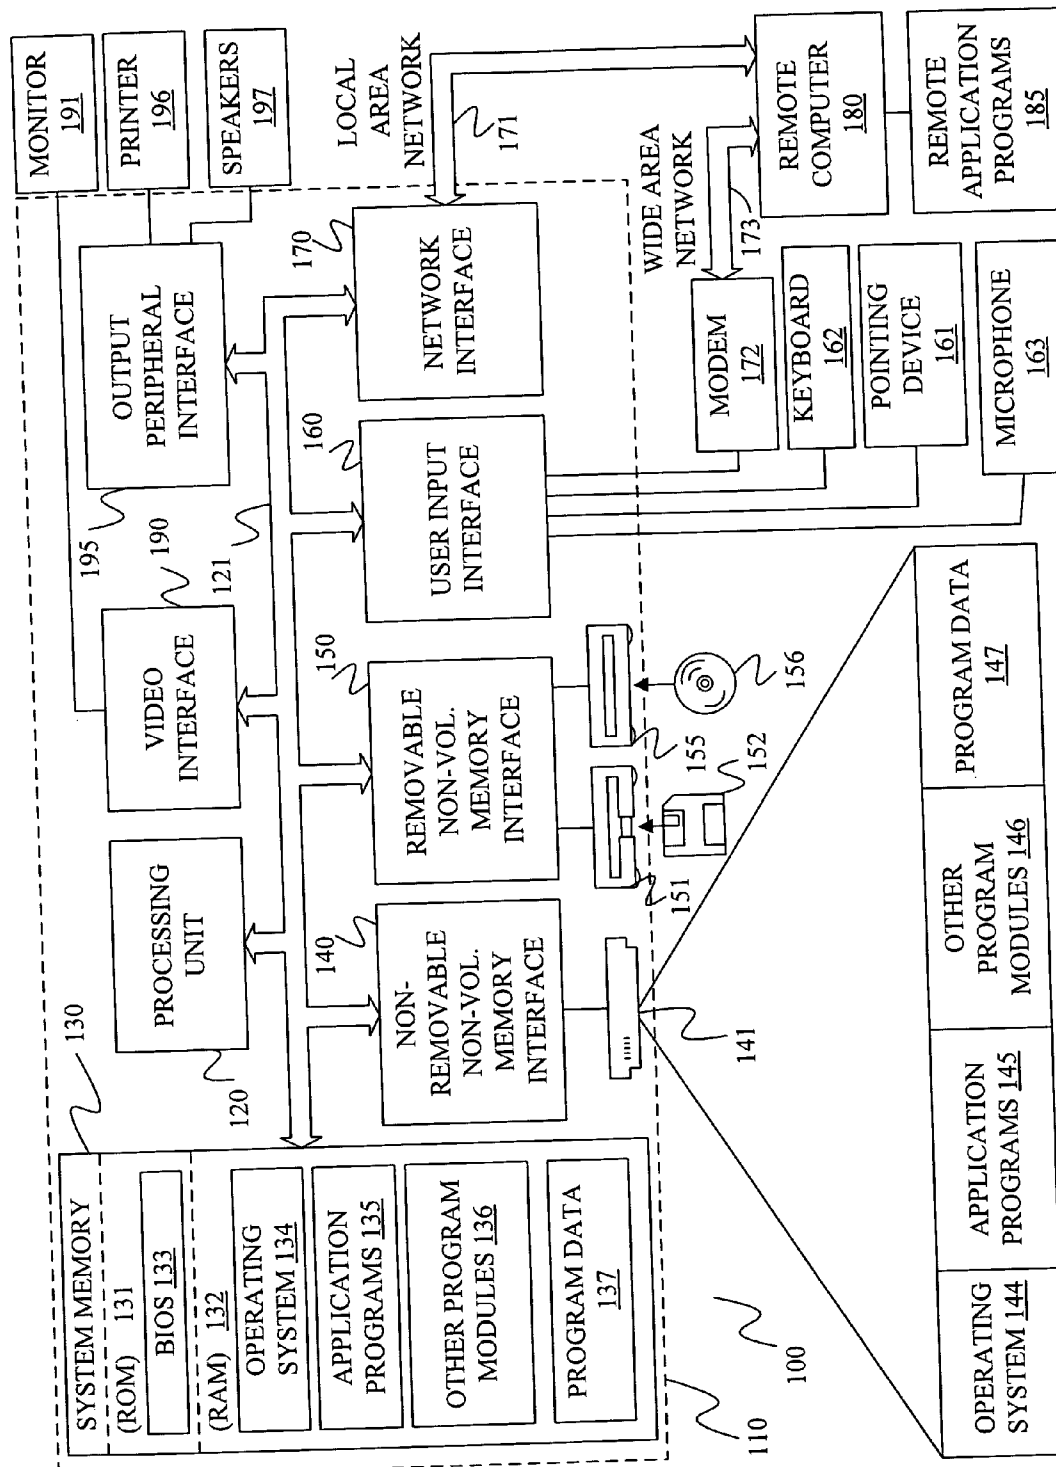 SYSTEM MEMORY
(ROM) 131
BIOS 133
(RAM) 132
OPERATING
SYSTEM 134
APPLICATION
PROGRAMS 135
OTHER PROGRAM
MODULES 136
PROGRAM DATA
137
130
120
PROCESSING
UNIT
VIDEO
INTERFACE
190
121
195
OUTPUT
PERIPHERAL
INTERFACE
MONITOR
191
PRINTER
196
SPEAKERS
197
140
NON-
REMOVABLE
NON-VOL.
MEMORY
INTERFACE
150
REMOVABLE
NON-VOL.
MEMORY
INTERFACE
160
USER INPUT
INTERFACE
170
NETWORK
INTERFACE
LOCAL
AREA
NETWORK
171
141
151
152
155
156
WIDE AREA
NETWORK
173
MODEM
172
KEYBOARD
162
POINTING
DEVICE
161
MICROPHONE
163
REMOTE
COMPUTER
180
REMOTE
APPLICATION
PROGRAMS
185
110
100
OPERATING
SYSTEM 144
APPLICATION
PROGRAMS 145
OTHER
PROGRAM
MODULES 146
PROGRAM DATA
147